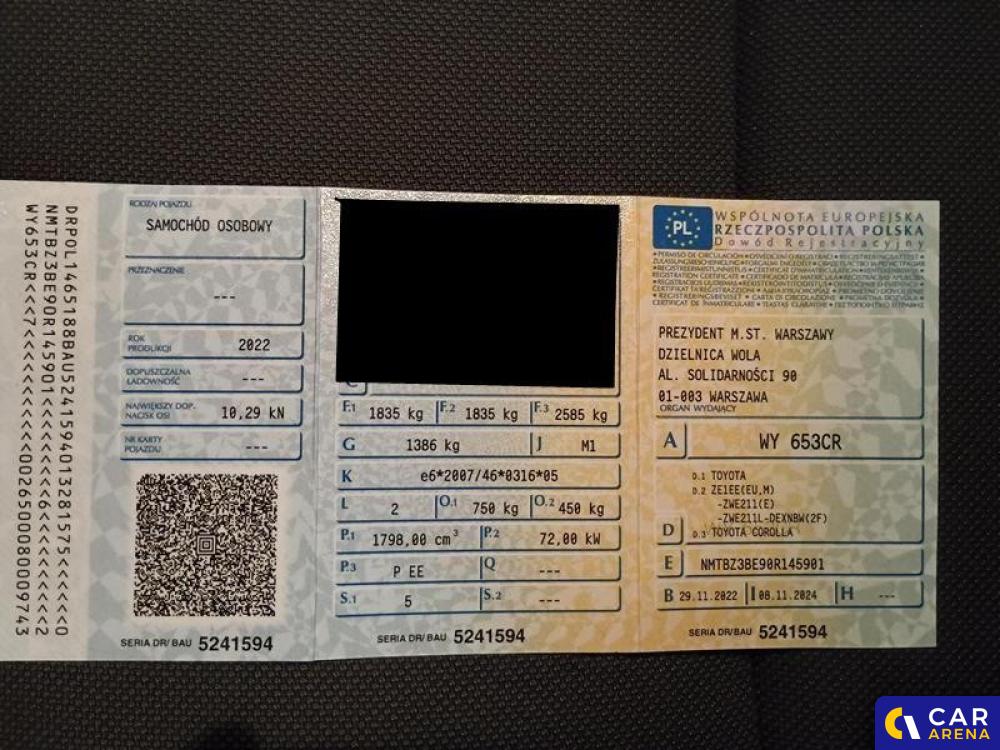 DRPOL1465188BAU52415940132815​75<<<<<0
NMTBZ3BE90R145901<<<<<<<<<<6<<<<<<<2
WY653CR<<<7<<<<<<<<<<<002650008000​9743
RODZAJ POJAZDU
SAMOCHÓD OSOBOWY
PRZEZNACZENIE
---
ROK PRODUKCJI 2022
DOPUSZCZALNA ŁADOWNOŚĆ ---
NAJWIĘKSZY DOP. NACISK OSI 10,29 kN
NR KARTY POJAZDU ---
SERIA DR/ BAU 5241594
C
F.1 1835 kg F.2 1835 kg F.3 2585 kg
G 1386 kg J M1
K e6*2007/46*0316*05
L 2 O.1 750 kg O.2 450 kg
P.1 1798,00 cm³ P.2 72,00 kW
P.3 P EE Q ---
S.1 5 S.2 ---
SERIA DR/ BAU 5241594
PL
WSPÓLNOTA EUROPEJSKA
RZECZPOSPOLITA POLSKA
Dowód Rejestracyjny
PREZYDENT M.ST. WARSZAWY
DZIELNICA WOLA
AL. SOLIDARNOŚCI 90
01-003 WARSZAWA
ORGAN WYDAJĄCY
A WY 653CR
D
D.1 TOYOTA
D.2 ZE1EE(EU,M)
-ZWE211(E)
-ZWE211L-DEXNBW(2F)
D.3 TOYOTA COROLLA
E NMTBZ3BE90R145901
B 29.11.2022 I 08.11.2024 H ---
SERIA DR/ BAU 5241594
CAR
ARENA